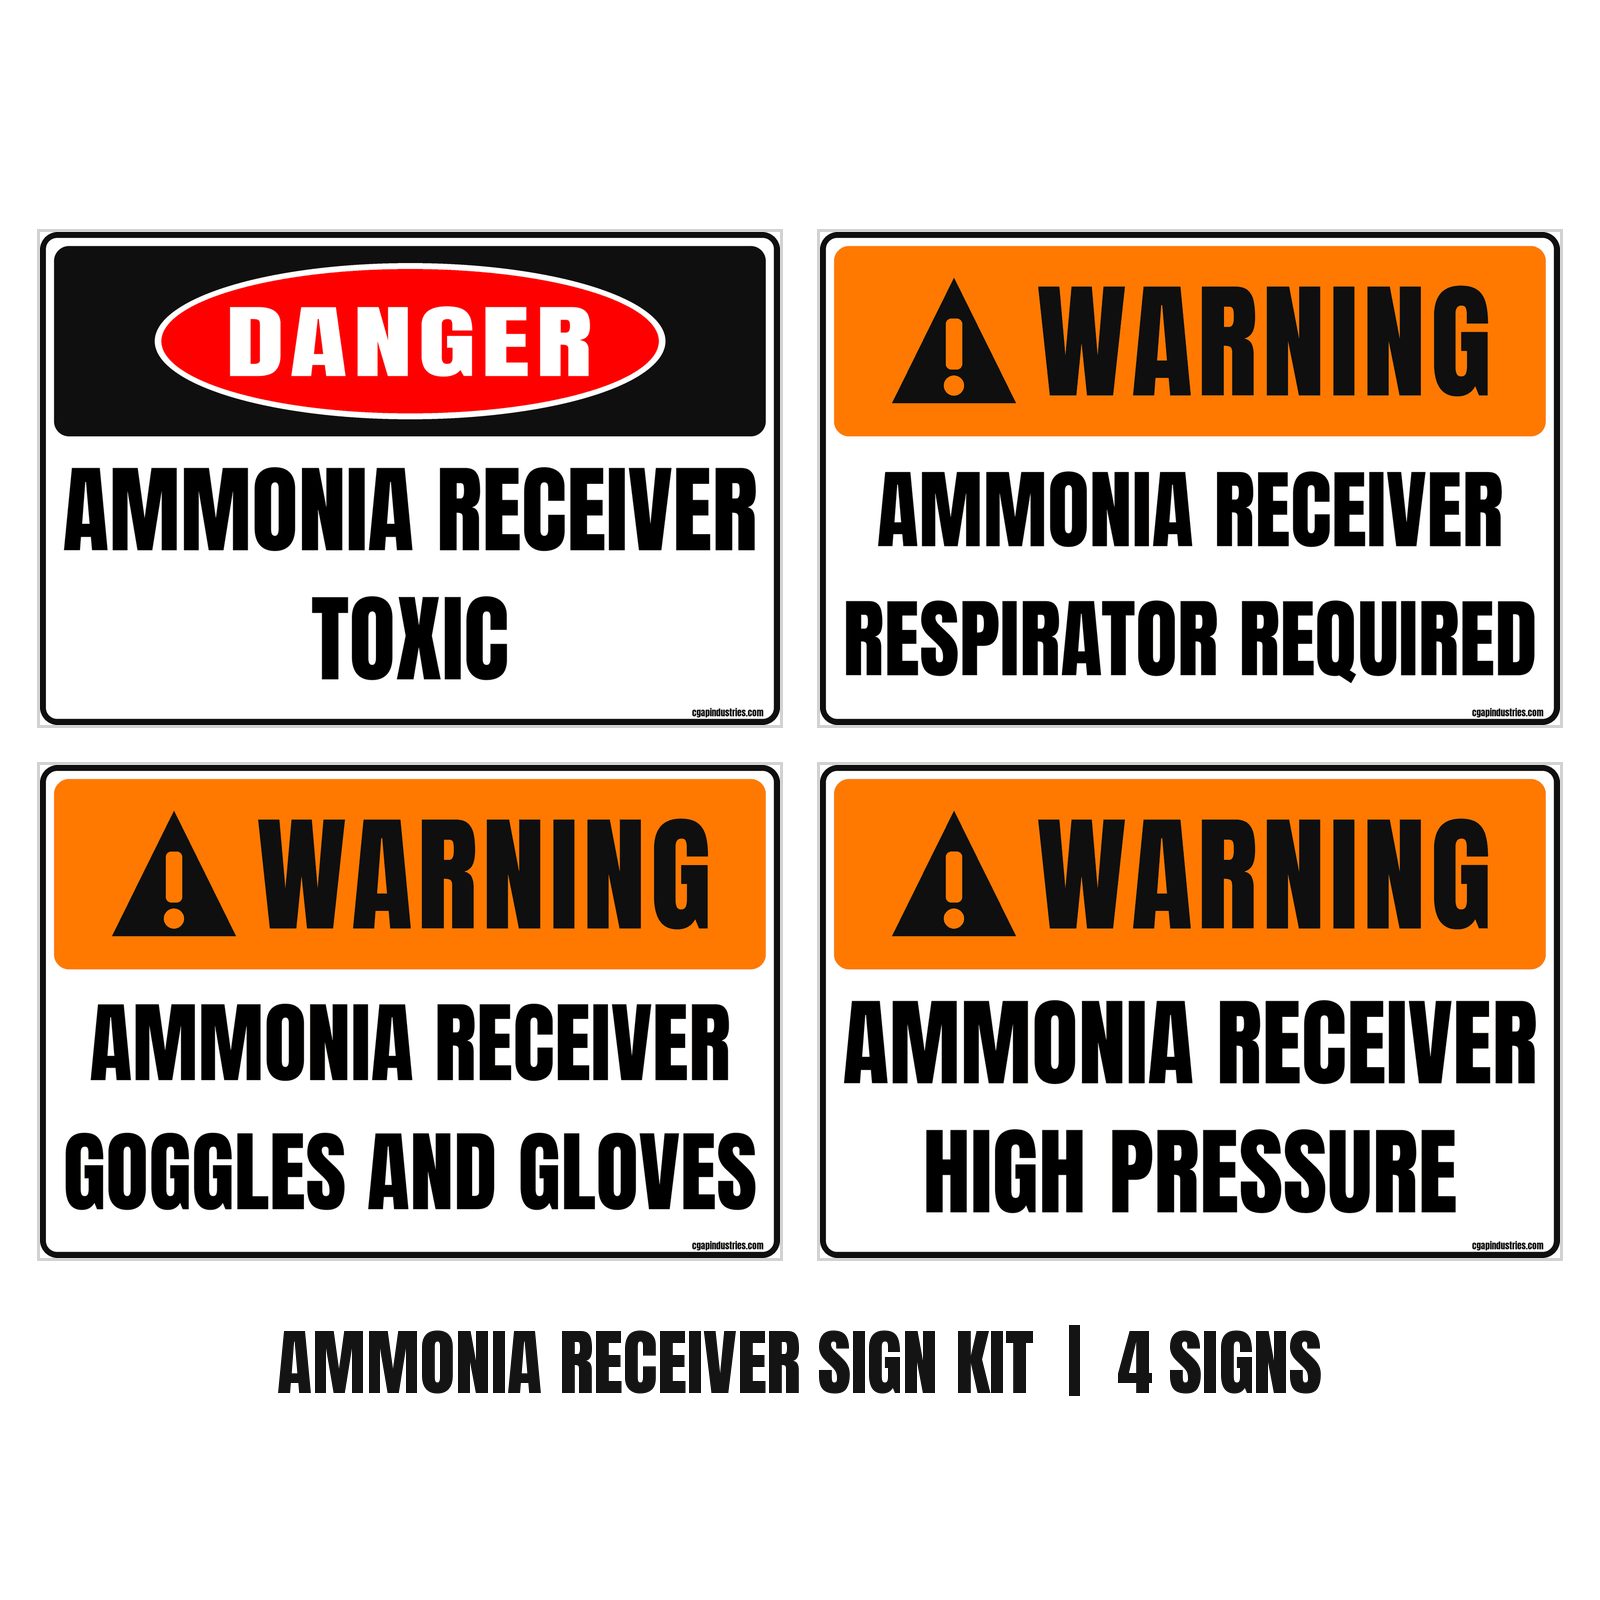 DANGER
AMMONIA RECEIVER
TOXIC
cgapindustries.com
WARNING
AMMONIA RECEIVER
RESPIRATOR REQUIRED
cgapindustries.com
WARNING
AMMONIA RECEIVER
GOGGLES AND GLOVES
cgapindustries.com
WARNING
AMMONIA RECEIVER
HIGH PRESSURE
cgapindustries.com
AMMONIA RECEIVER SIGN KIT | 4 SIGNS